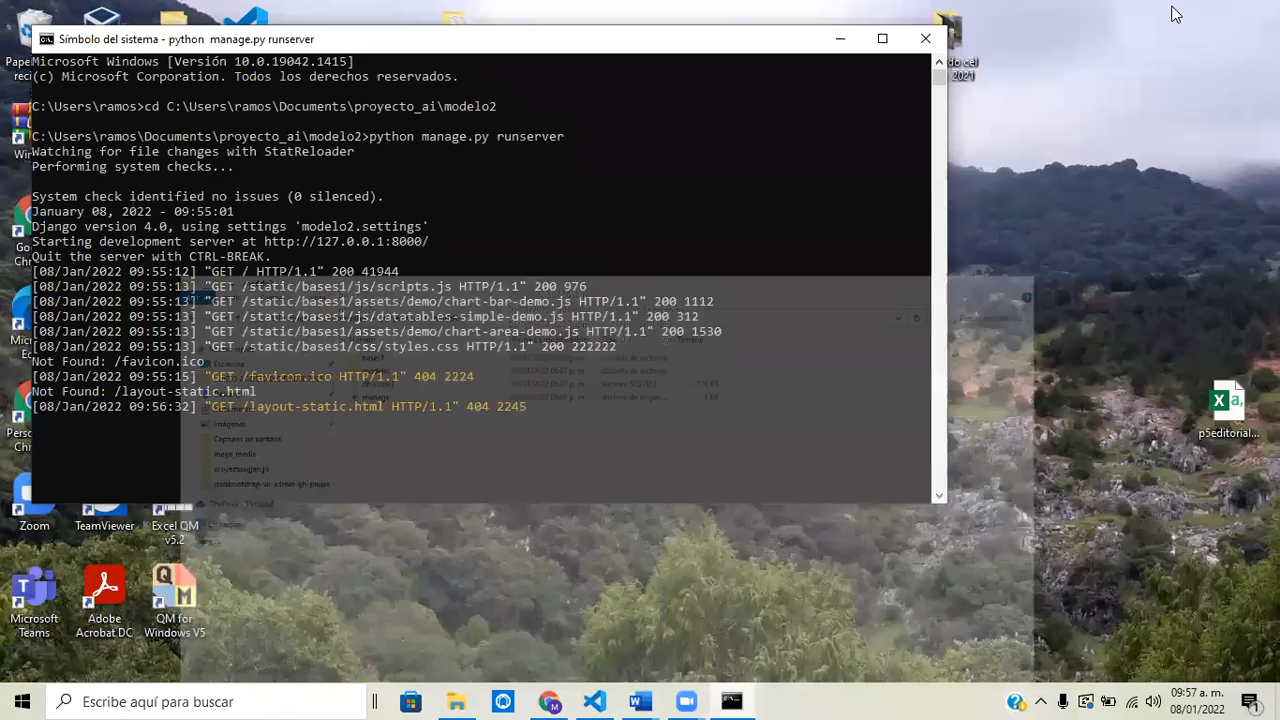 Símbolo del sistema - python  manage.py runserver
Microsoft Windows [Versión 10.0.19042.1415]
(c) Microsoft Corporation. Todos los derechos reservados.
C:\Users\ramos>cd C:\Users\ramos\Documents\proyecto_ai\modelo2
C:\Users\ramos\Documents\proyecto_ai\modelo2>python manage.py runserver
Watching for file changes with StatReloader
Performing system checks...
System check identified no issues (0 silenced).
January 08, 2022 - 09:55:01
Django version 4.0, using settings 'modelo2.settings'
Starting development server at http://127.0.0.1:8000/
Quit the server with CTRL-BREAK.
[08/Jan/2022 09:55:12] "GET / HTTP/1.1" 200 41944
[08/Jan/2022 09:55:13] "GET /static/bases1/js/scripts.js HTTP/1.1" 200 976
[08/Jan/2022 09:55:13] "GET /static/bases1/assets/demo/chart-bar-demo.js HTTP/1.1" 200 1112
[08/Jan/2022 09:55:13] "GET /static/bases1/js/datatables-simple-demo.js HTTP/1.1" 200 312
[08/Jan/2022 09:55:13] "GET /static/bases1/assets/demo/chart-area-demo.js HTTP/1.1" 200 1530
[08/Jan/2022 09:55:13] "GET /static/bases1/css/styles.css HTTP/1.1" 200 222222
Not Found: /favicon.ico
[08/Jan/2022 09:55:15] "GET /favicon.ico HTTP/1.1" 404 2224
Not Found: /layout-static.html
[08/Jan/2022 09:56:32] "GET /layout-static.html HTTP/1.1" 404 2245
bases1
Imágenes
Capturas de pantalla
mega_media
2021
p5editorial...
Zoom
TeamViewer
Excel QM
v5.2
Microsoft
Teams
Adobe
Acrobat DC
QM for
Windows V5
Escribe aquí para buscar
09:57 a. m.
08/01/2022